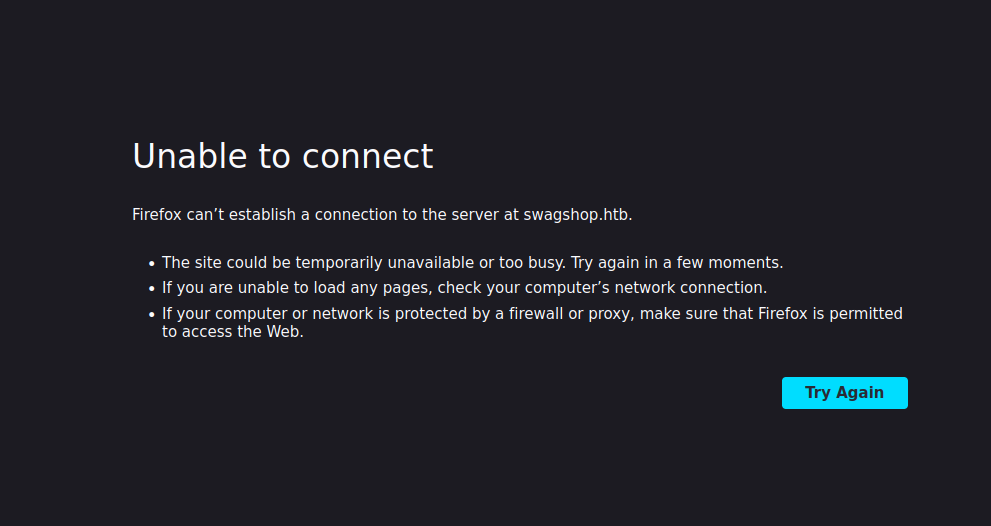 Unable to connect
Firefox can’t establish a connection to the server at swagshop.htb.
• The site could be temporarily unavailable or too busy. Try again in a few moments.
• If you are unable to load any pages, check your computer’s network connection.
• If your computer or network is protected by a firewall or proxy, make sure that Firefox is permitted
to access the Web.
Try Again